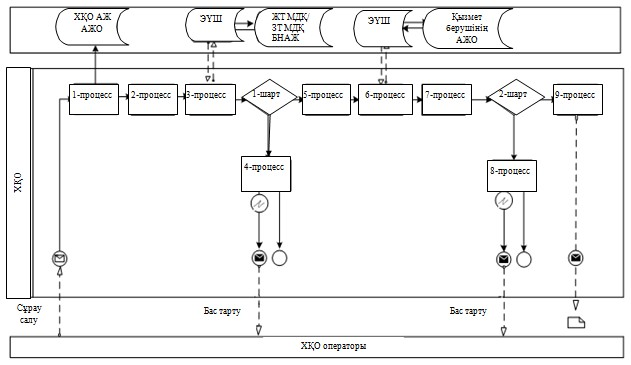 ХҚО АЖ
АЖО
ЭҮШ
ЖТ МДҚ/
ЗТ МДҚ
БНАЖ
ЭҮШ
Қызмет
берушінің
АЖО
ХҚО
1-процесс
2-процесс
3-процесс
1-шарт
5-процесс
6-процесс
7-процесс
2-шарт
9-процесс
4-процесс
8-процесс
Сұрау
салу
Бас тарту
Бас тарту
ХҚО операторы